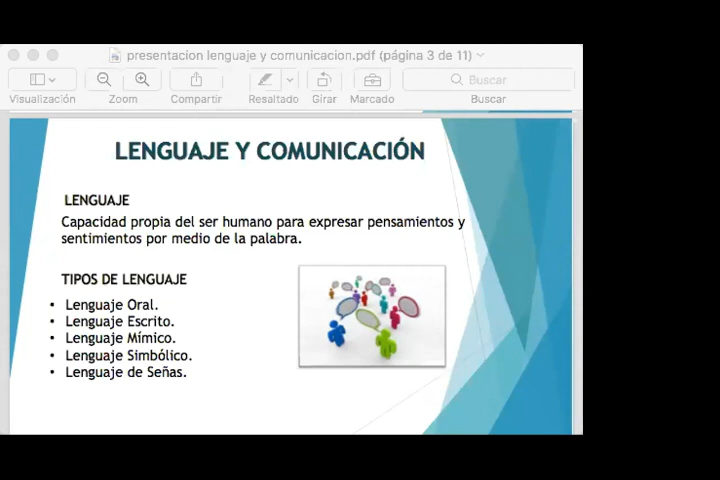 presentacion lenguaje y comunicacion.pdf (página 3 de 11)
Buscar
Visualización Zoom Compartir Resaltado Girar Marcado Buscar
LENGUAJE Y COMUNICACIÓN
LENGUAJE
Capacidad propia del ser humano para expresar pensamientos y
sentimientos por medio de la palabra.
TIPOS DE LENGUAJE
• Lenguaje Oral.
• Lenguaje Escrito.
• Lenguaje Mímico.
• Lenguaje Simbólico.
• Lenguaje de Señas.